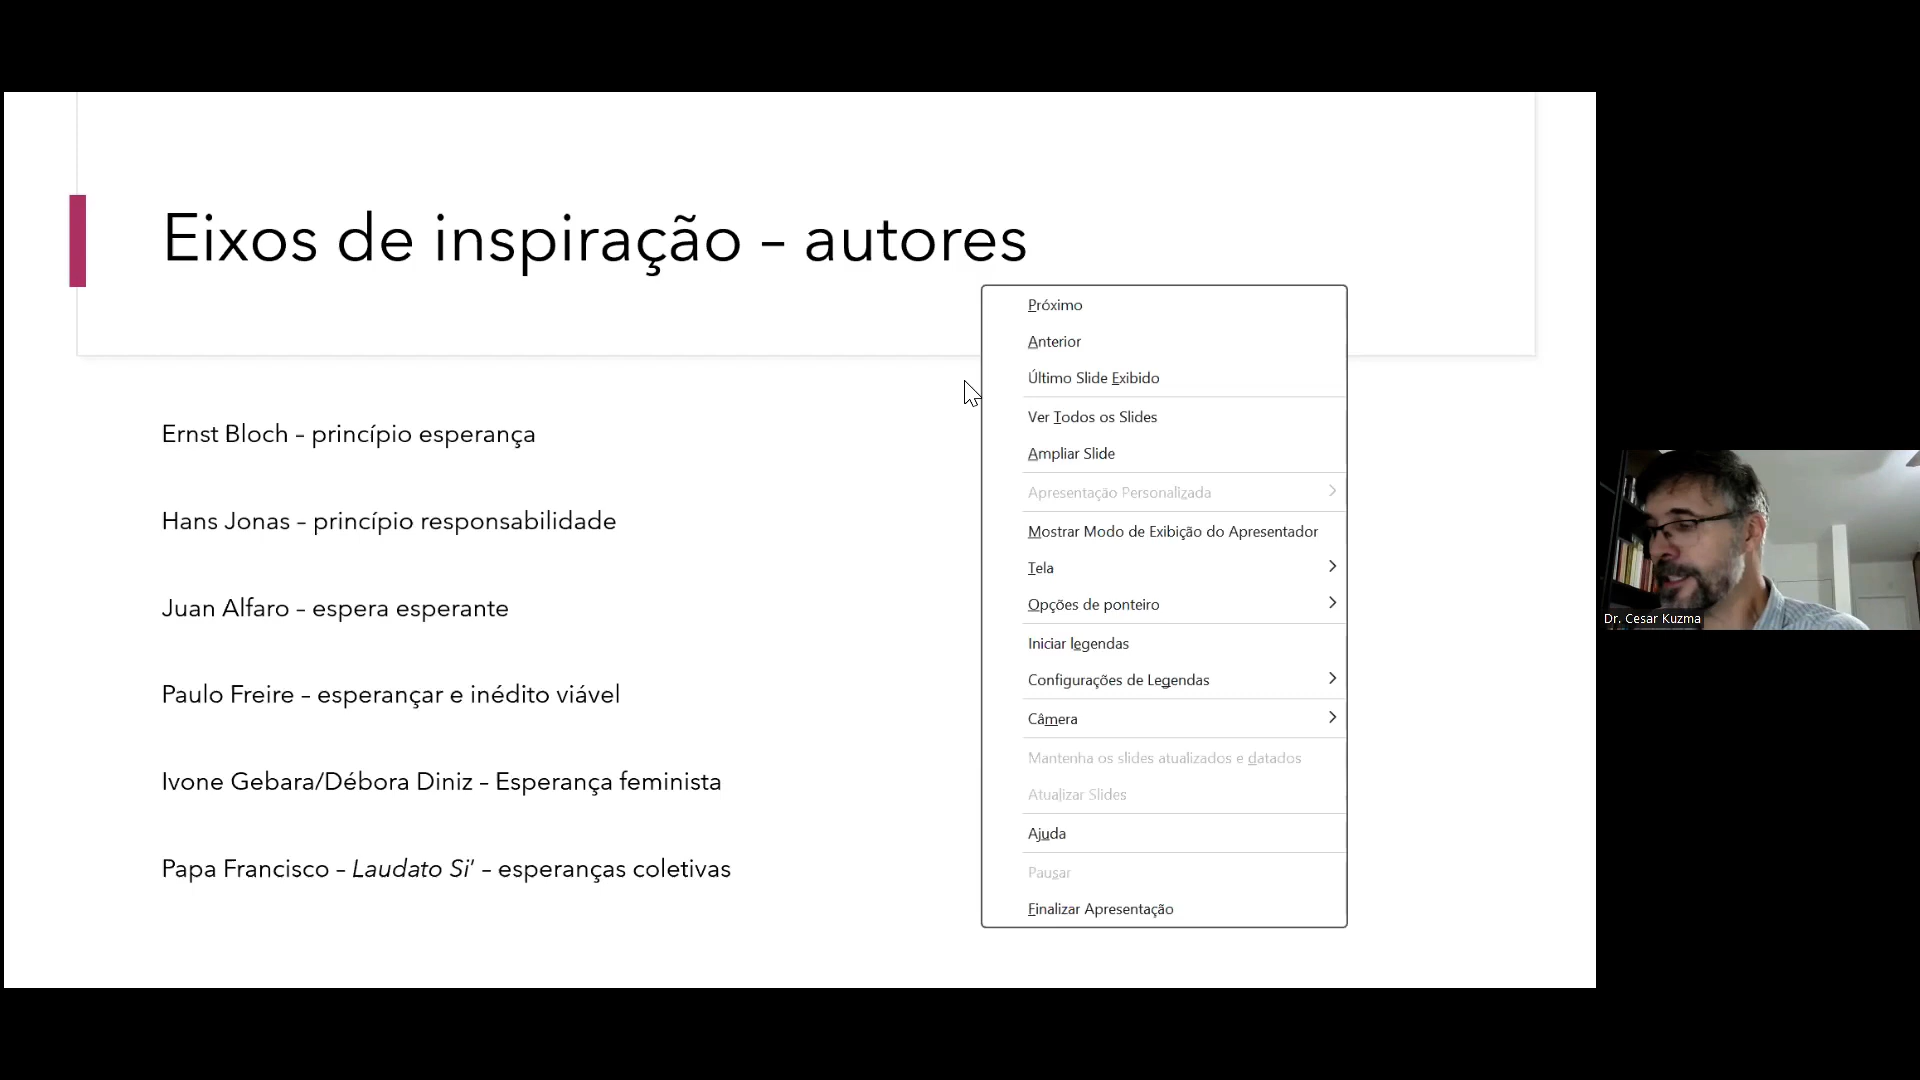 Eixos de inspiração – autores
Ernst Bloch – princípio esperança
Hans Jonas – princípio responsabilidade
Juan Alfaro – espera esperante
Paulo Freire – esperançar e inédito viável
Ivone Gebara/Débora Diniz – Esperança feminista
Papa Francisco – Laudato Si’ – esperanças coletivas
Próximo
Anterior
Último Slide Exibido
Ver Todos os Slides
Ampliar Slide
Apresentação Personalizada
Mostrar Modo de Exibição do Apresentador
Tela
Opções de ponteiro
Iniciar legendas
Configurações de Legendas
Câmera
Mantenha os slides atualizados e datados
Atualizar Slides
Ajuda
Pausar
Finalizar Apresentação
Dr. Cesar Kuzma